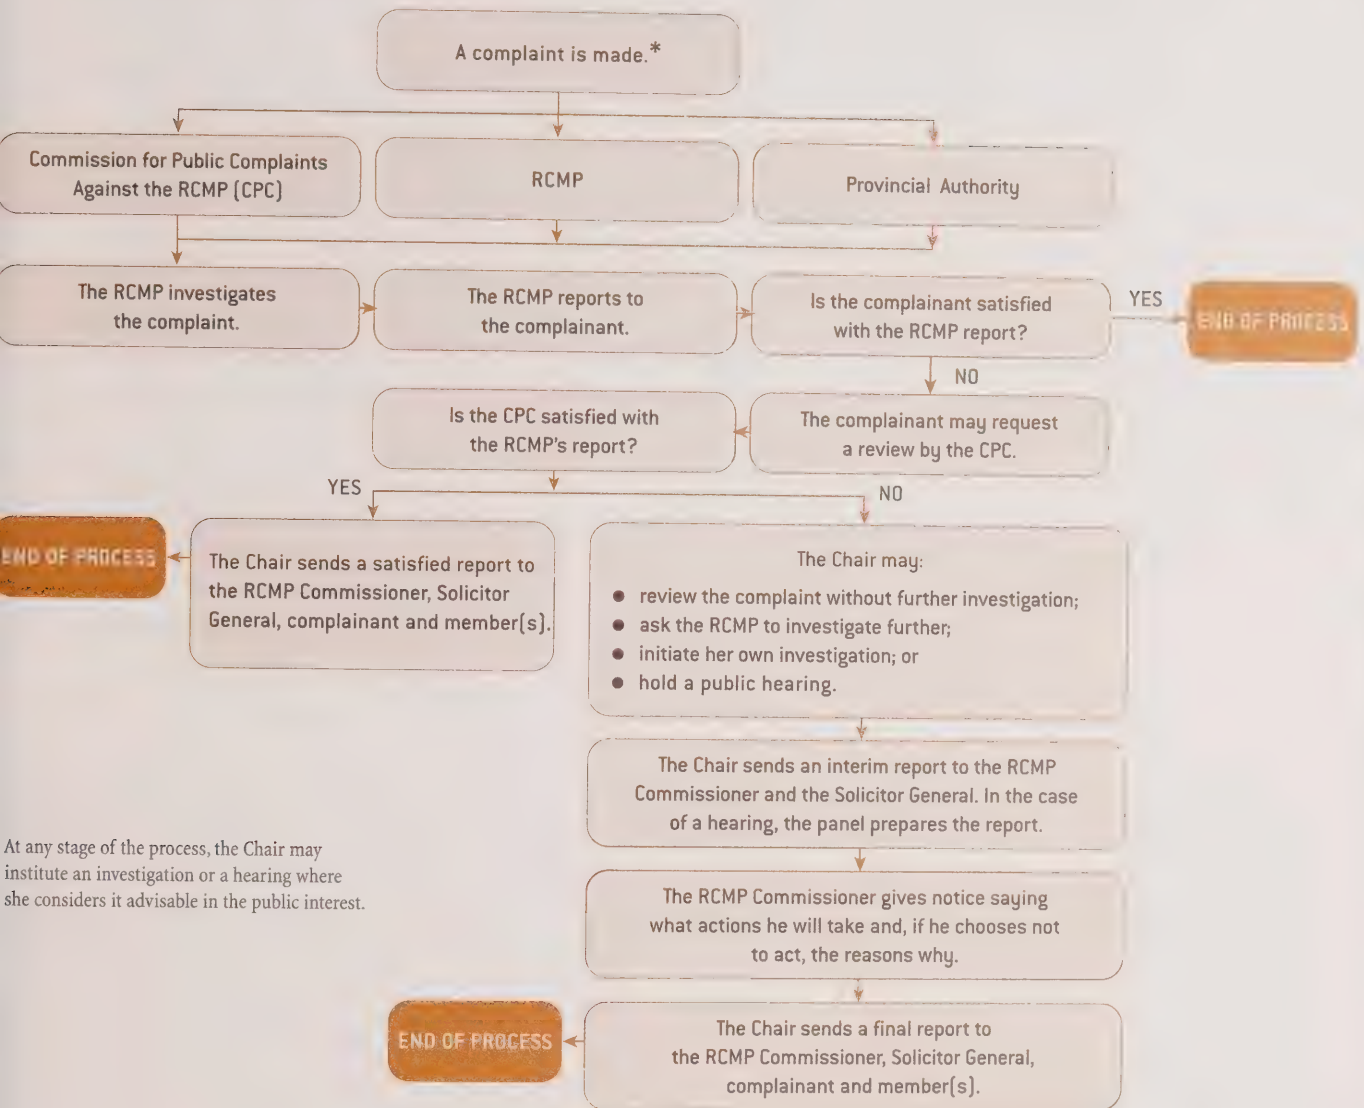 A complaint is made.*
Commission for Public Complaints
Against the RCMP (CPC)
RCMP
Provincial Authority
The RCMP investigates
the complaint.
The RCMP reports to
the complainant.
Is the complainant satisfied
with the RCMP report?
YES
END OF PROCESS
NO
The complainant may request
a review by the CPC.
Is the CPC satisfied with
the RCMP's report?
YES
NO
END OF PROCESS
The Chair sends a satisfied report to
the RCMP Commissioner, Solicitor
General, complainant and member(s).
The Chair may:
● review the complaint without further investigation;
● ask the RCMP to investigate further;
● initiate her own investigation; or
● hold a public hearing.
The Chair sends an interim report to the RCMP
Commissioner and the Solicitor General. In the case
of a hearing, the panel prepares the report.
At any stage of the process, the Chair may
institute an investigation or a hearing where
she considers it advisable in the public interest.
The RCMP Commissioner gives notice saying
what actions he will take and, if he chooses not
to act, the reasons why.
END OF PROCESS
The Chair sends a final report to
the RCMP Commissioner, Solicitor General,
complainant and member(s).